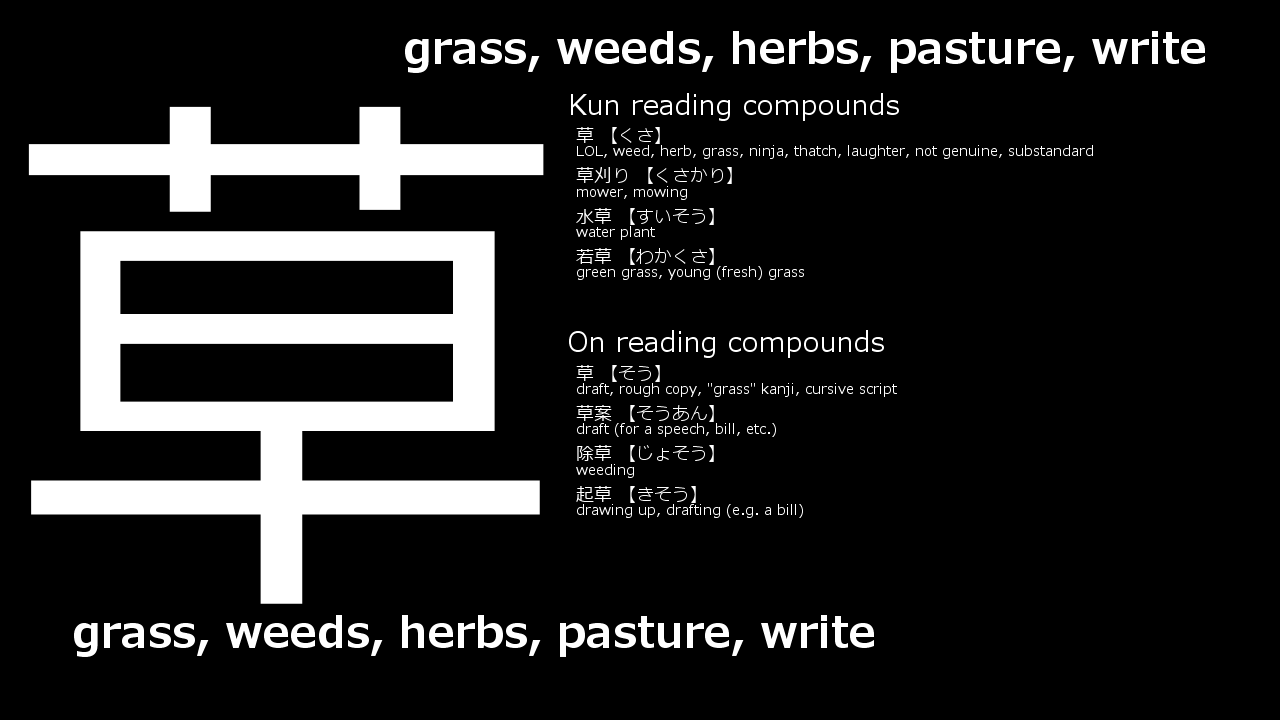 grass, weeds, herbs, pasture, write
草
Kun reading compounds
草 【くさ】
LOL, weed, herb, grass, ninja, thatch, laughter, not genuine, substandard
草刈り 【くさかり】
mower, mowing
水草 【すいそう】
water plant
若草 【わかくさ】
green grass, young (fresh) grass
On reading compounds
草 【そう】
draft, rough copy, "grass" kanji, cursive script
草案 【そうあん】
draft (for a speech, bill, etc.)
除草 【じょそう】
weeding
起草 【きそう】
drawing up, drafting (e.g. a bill)
grass, weeds, herbs, pasture, write